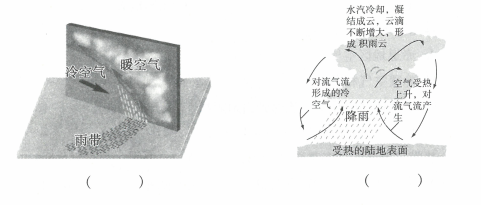 冷空气
暖空气
雨带
(    )
水汽冷却，凝
结成云，云滴
不断增大，形
成 积雨云
对流气流
形成的冷
空气
空气受热
上升，对
流气流产
生
降雨
受热的陆地表面
(    )